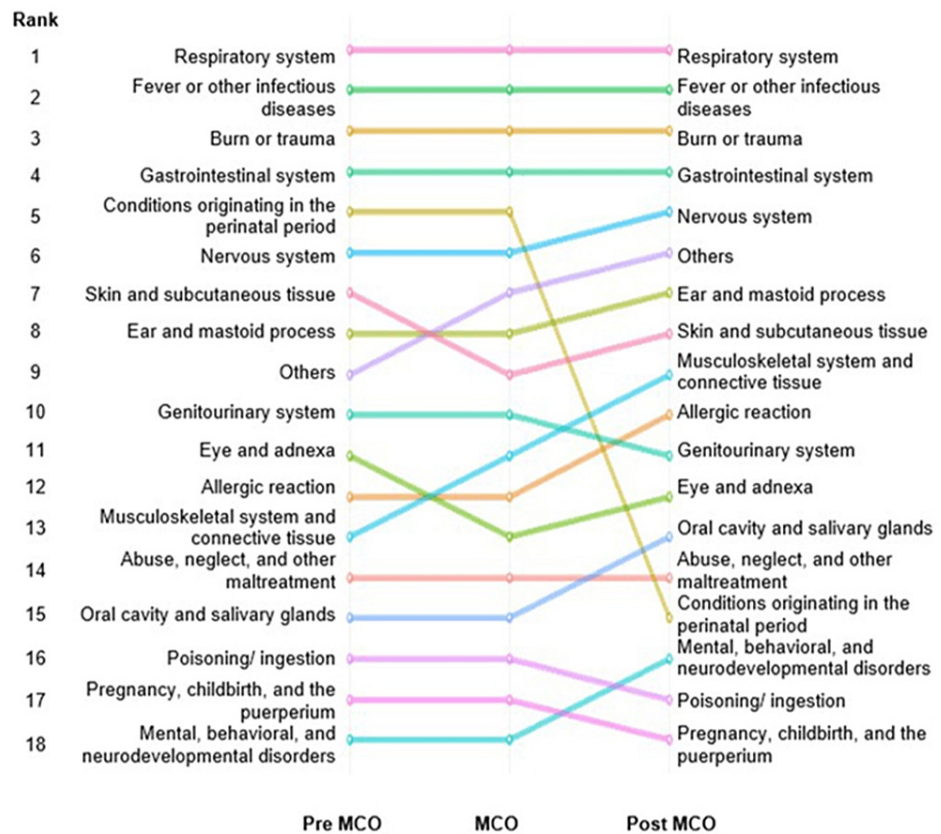 Rank
1
Respiratory system
Respiratory system
2
Fever or other infectious
diseases
Fever or other infectious
diseases
3
Burn or trauma
Burn or trauma
4
Gastrointestinal system
Gastrointestinal system
5
Conditions originating in the
perinatal period
Nervous system
6
Nervous system
Others
7
Skin and subcutaneous tissue
Ear and mastoid process
8
Ear and mastoid process
Skin and subcutaneous tissue
9
Others
Musculoskeletal system and
connective tissue
10
Genitourinary system
Allergic reaction
11
Eye and adnexa
Genitourinary system
12
Allergic reaction
Eye and adnexa
13
Musculoskeletal system and
connective tissue
Oral cavity and salivary glands
14
Abuse, neglect, and other
maltreatment
Abuse, neglect, and other
maltreatment
15
Oral cavity and salivary glands
Conditions originating in the
perinatal period
16
Poisoning/ ingestion
Mental, behavioral, and
neurodevelopmental disorders
17
Pregnancy, childbirth, and the
puerperium
Poisoning/ ingestion
18
Mental, behavioral, and
neurodevelopmental disorders
Pregnancy, childbirth, and the
puerperium
Pre MCO
MCO
Post MCO